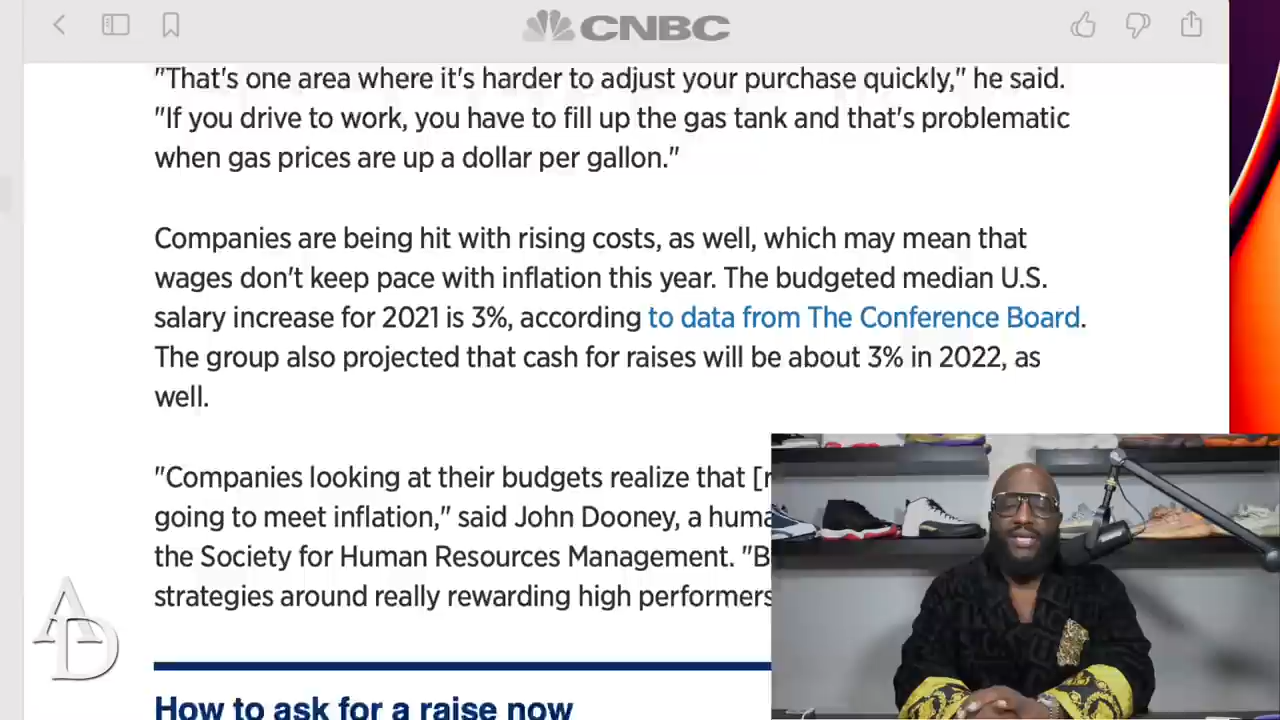 CNBC
"That's one area where it's harder to adjust your purchase quickly," he said.
"If you drive to work, you have to fill up the gas tank and that's problematic
when gas prices are up a dollar per gallon."
Companies are being hit with rising costs, as well, which may mean that
wages don't keep pace with inflation this year. The budgeted median U.S.
salary increase for 2021 is 3%, according to data from The Conference Board.
The group also projected that cash for raises will be about 3% in 2022, as
well.
"Companies looking at their budgets realize that
going to meet inflation," said John Dooney, a
the Society for Human Resources Management.
strategies around really rewarding high performers
AD
How to ask for a raise now